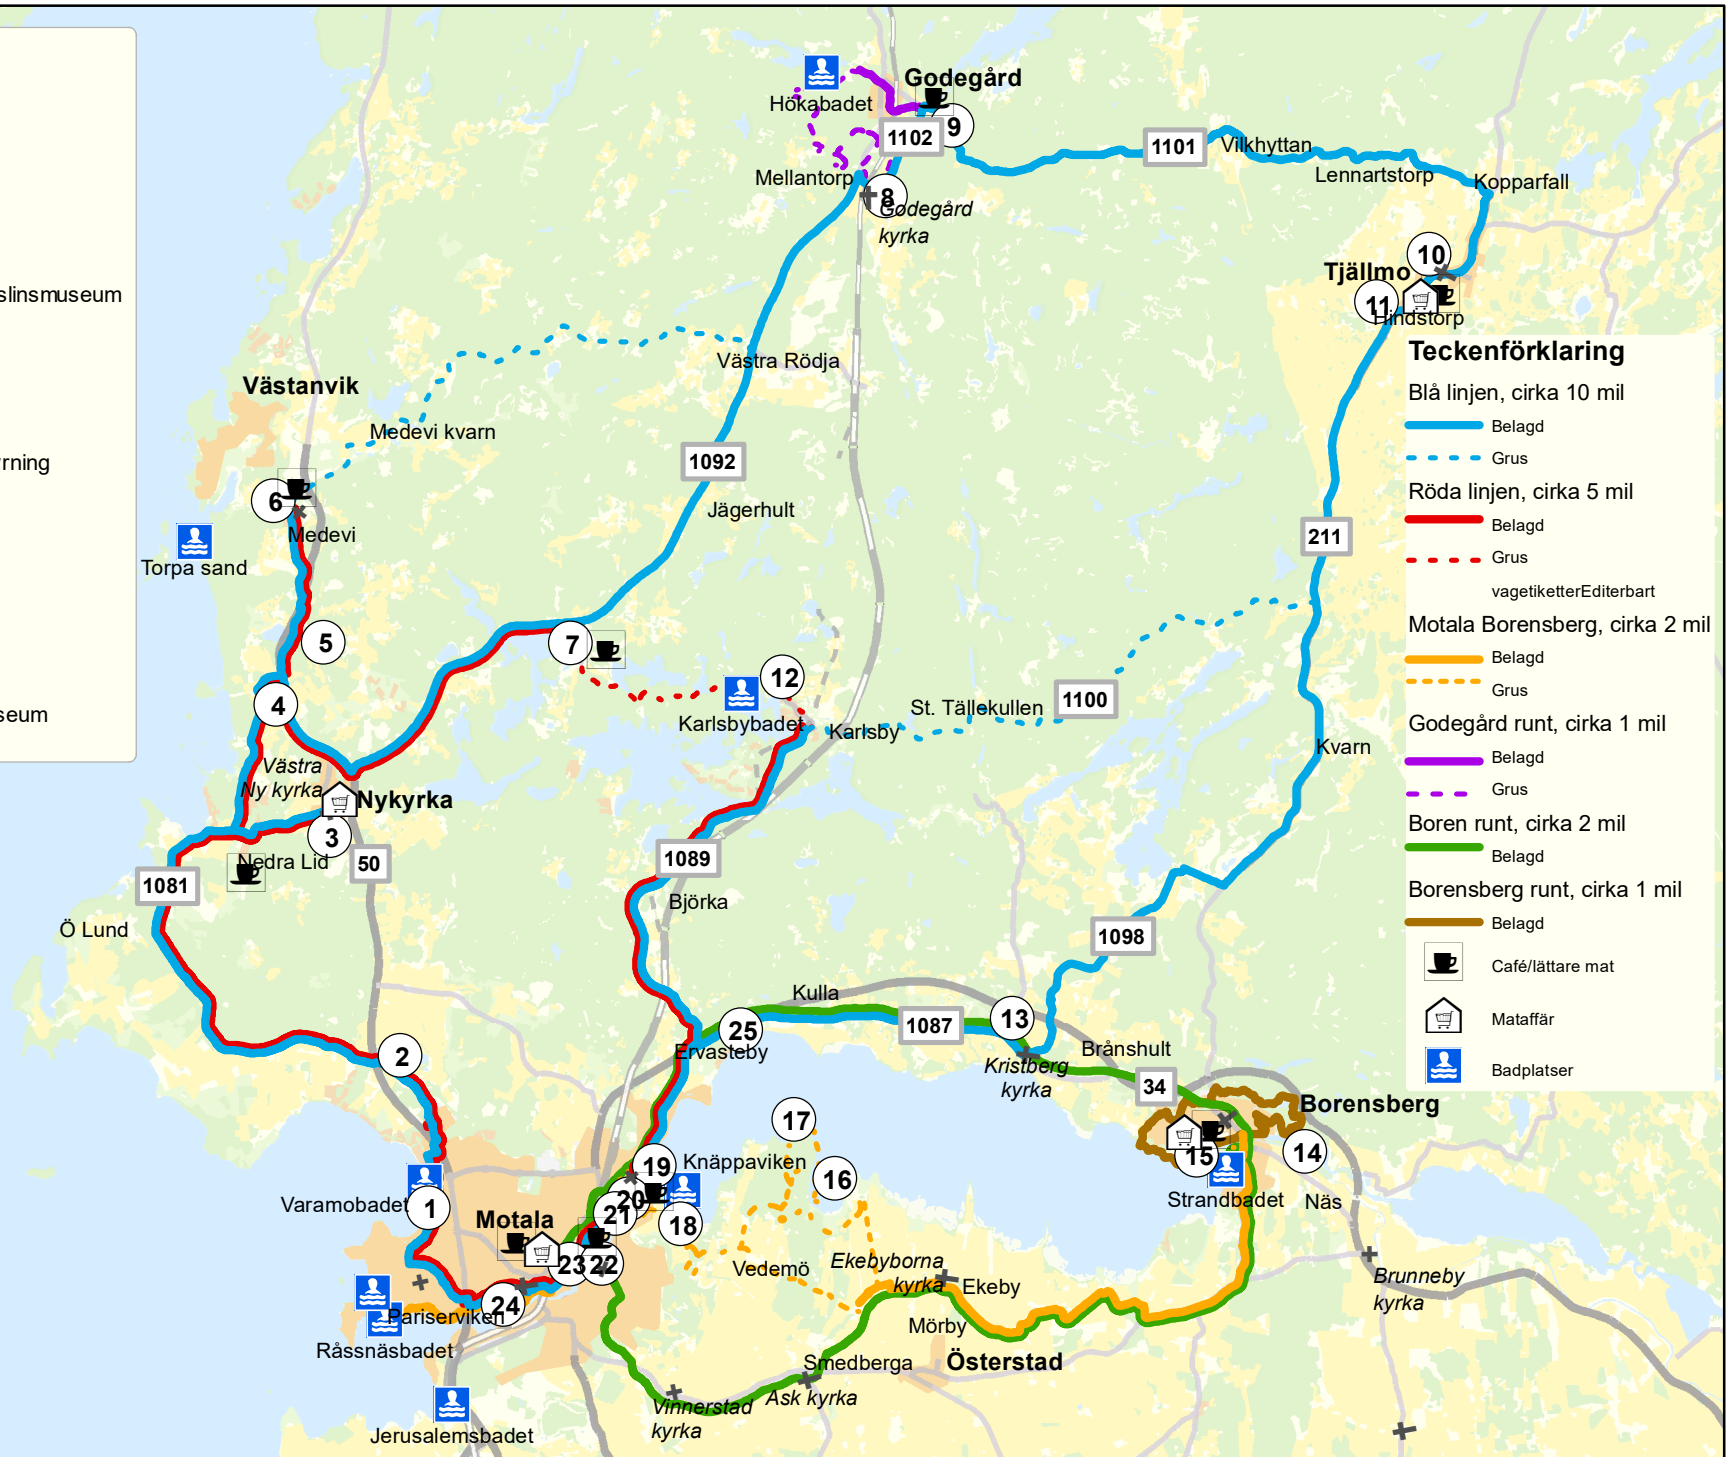 Godegård
Hökabadet
9
1102
1101
Vilkhyttan
Mellantorp
Lennartstorp
Kopparfall
8
Godegård
kyrka
10
Tjällmo
slinsmuseum
11
Hindstorp
Teckenförklaring
Blå linjen, cirka 10 mil
Belagd
Grus
Röda linjen, cirka 5 mil
Belagd
Grus
vagetiketterEditerbart
Motala Borensberg, cirka 2 mil
Belagd
Grus
Godegård runt, cirka 1 mil
Belagd
Grus
Boren runt, cirka 2 mil
Belagd
Borensberg runt, cirka 1 mil
Belagd
Café/lättare mat
Mataffär
Badplatser
Västra Rödja
Västanvik
Medevi kvarn
rning
1092
6
Jägerhult
Medevi
211
Torpa sand
5
7
12
4
1100
St. Tällekullen
seum
Karlsbybadet
Karlsby
Kvarn
Västra
Ny kyrka
Nykyrka
3
Nedra Lid
50
1089
1081
Björka
Ö Lund
1098
Kulla
13
1087
25
Ervasteby
2
Brånshult
Kristberg
kyrka
34
Borensberg
17
14
15
19
Knäppaviken
16
20
Strandbadet
Näs
Varamobadet
1
21
18
Motala
23
22
Vedemö
Ekebyborna
kyrka
Ekeby
Brunneby
kyrka
24
Pariserviken
Mörby
Råssnäsbadet
Smedberga
Österstad
Ask kyrka
Vinnerstad
kyrka
Jerusalemsbadet